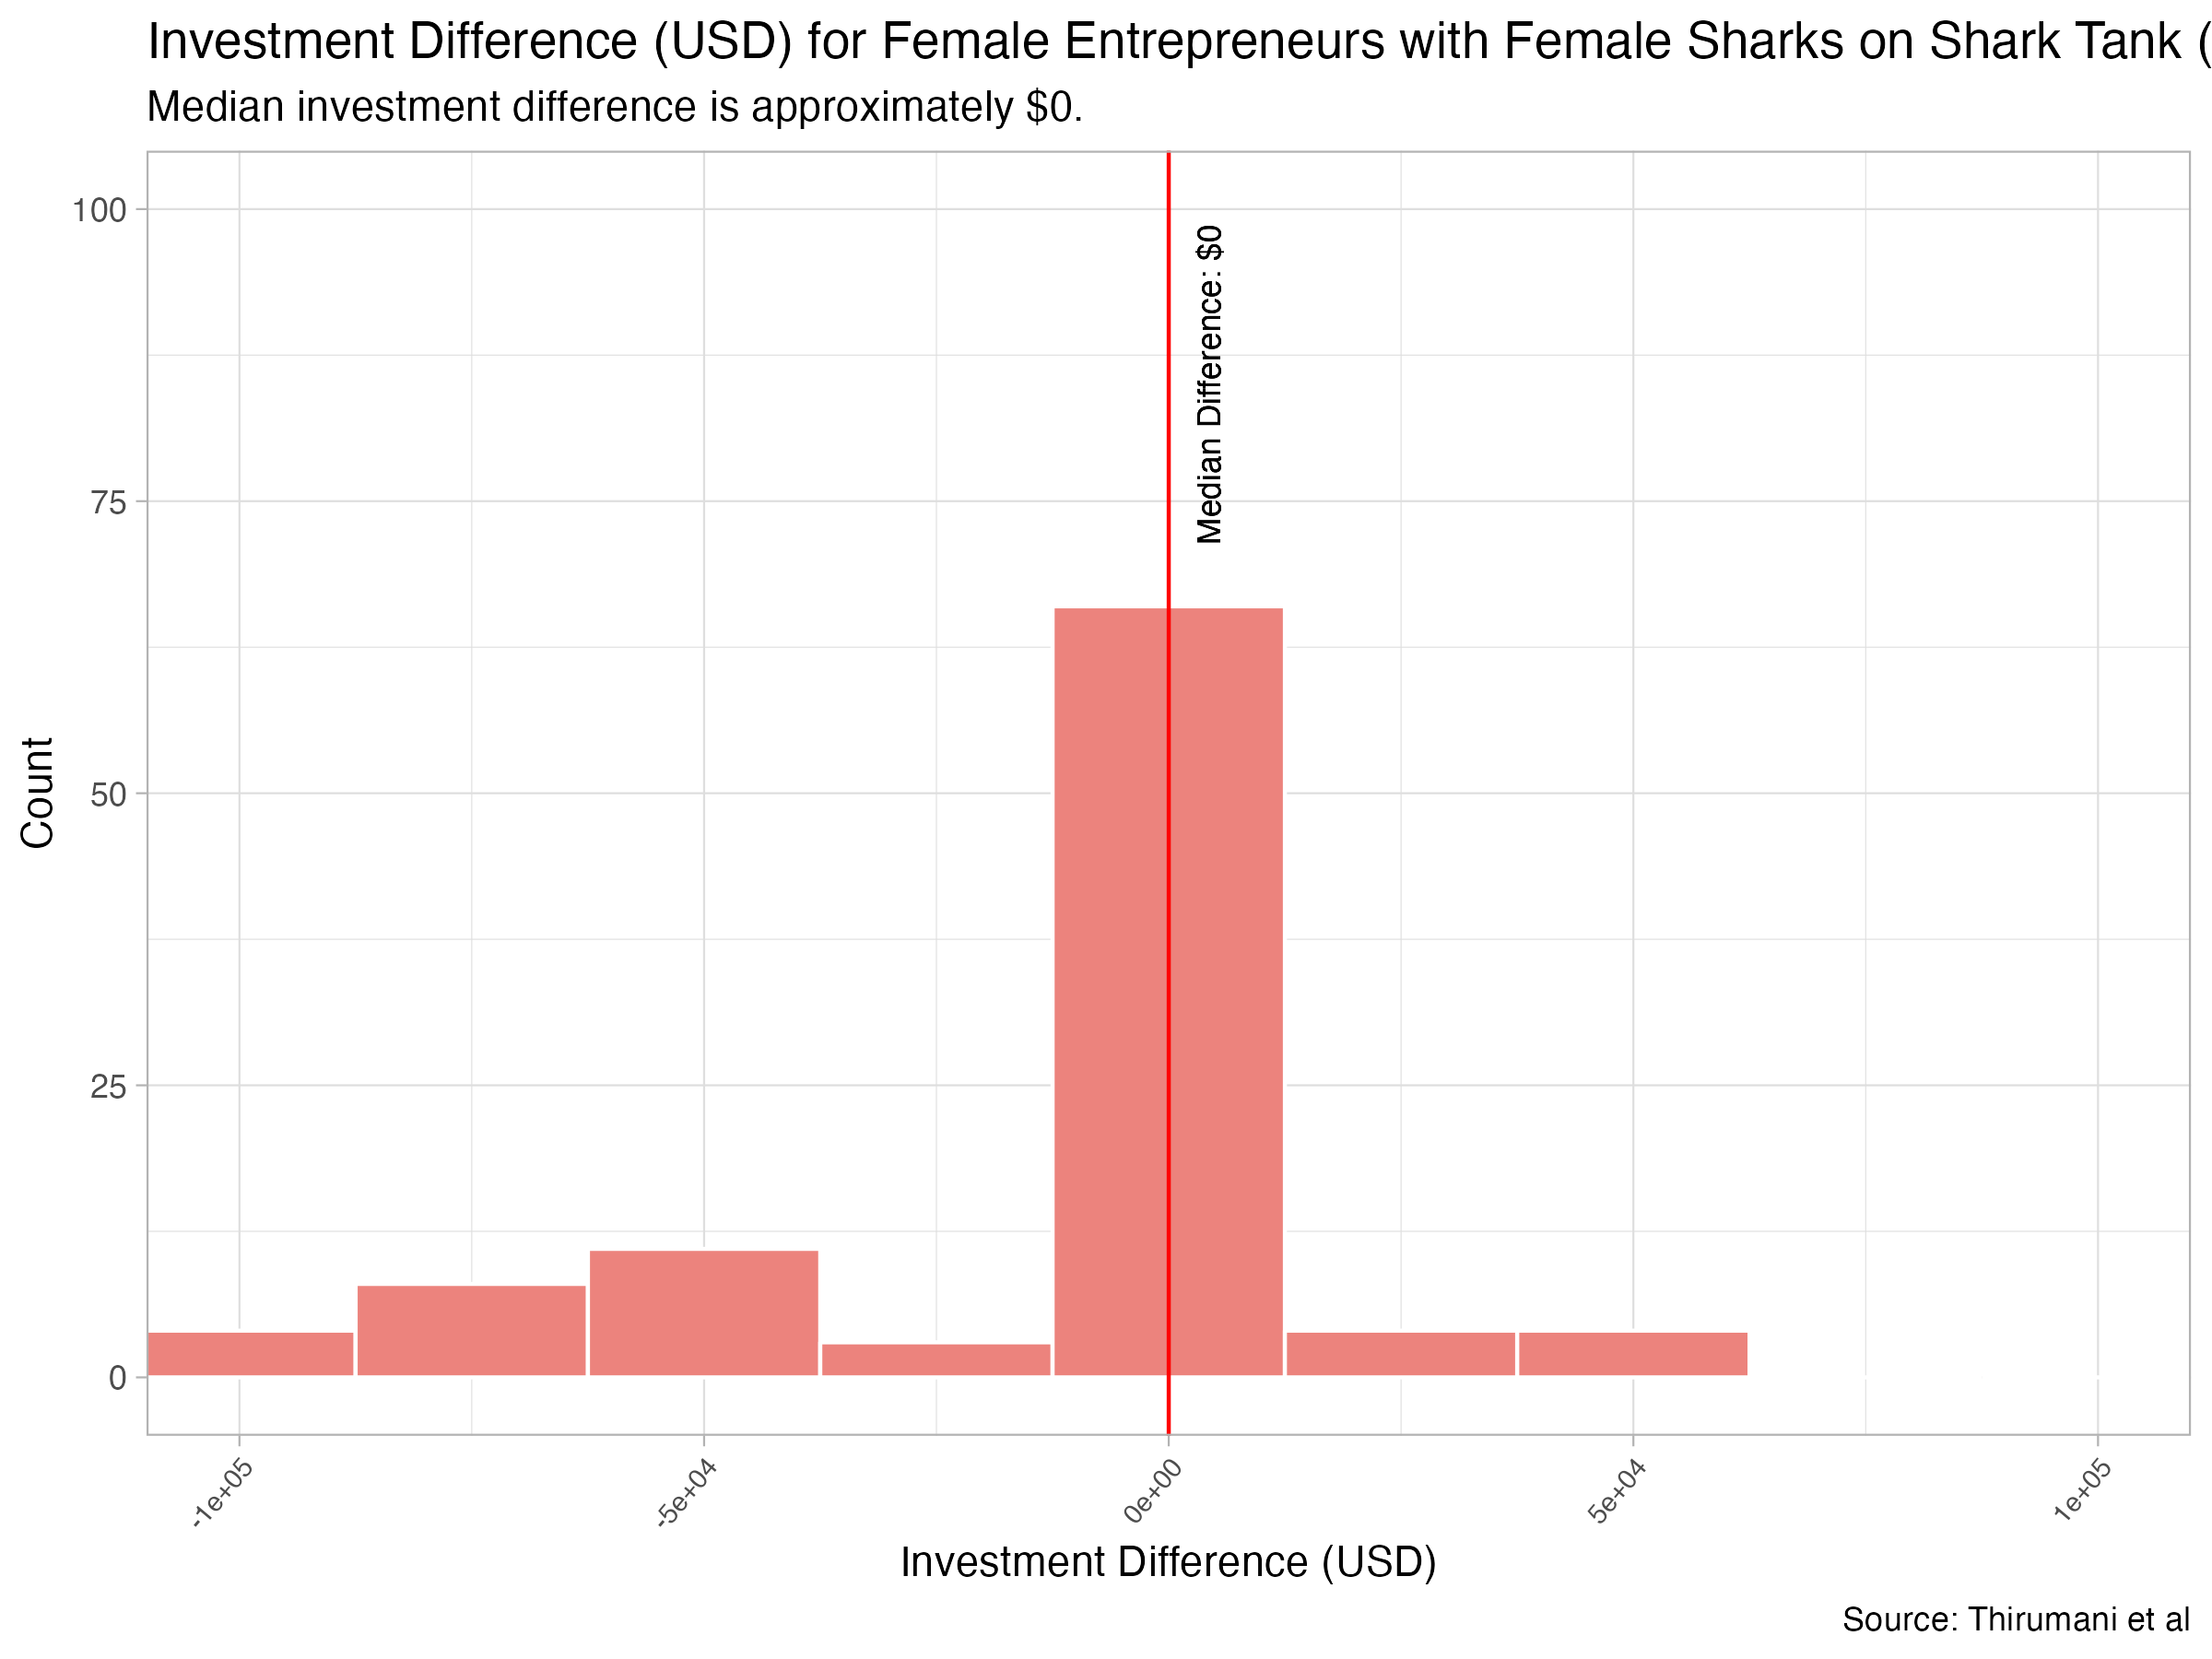 Investment Difference (USD) for Female Entrepreneurs with Female Sharks on Shark Tank (
Median investment difference is approximately $0.
100
75
50
25
0
Count
Median Difference: $0
-1e+05
-5e+04
0e+00
5e+04
1e+05
Investment Difference (USD)
Source: Thirumani et al